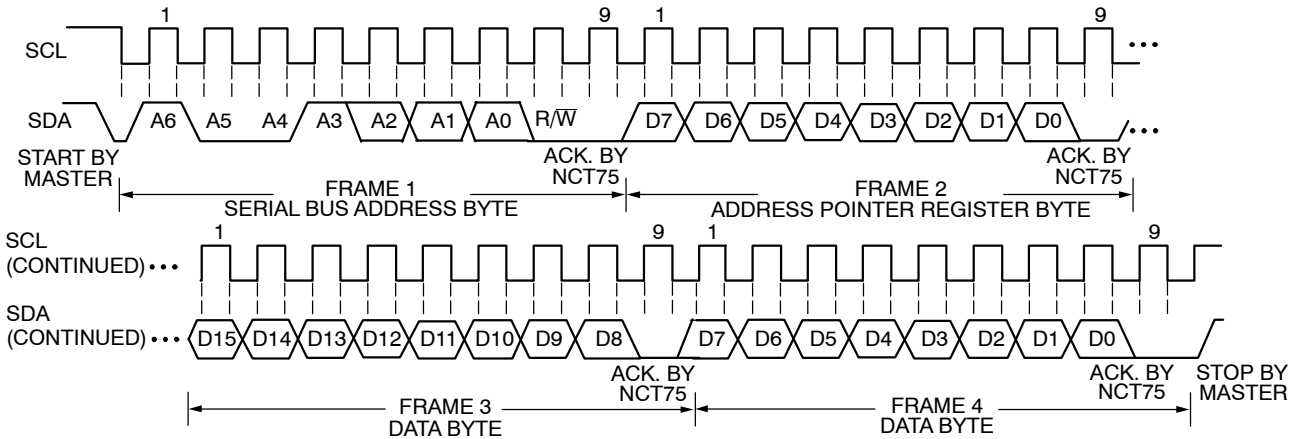 1 9 1 9
SCL •••
SDA A6 A5 A4 A3 A2 A1 A0 R/W̅ D7 D6 D5 D4 D3 D2 D1 D0 •••
START BY MASTER
ACK. BY NCT75
ACK. BY NCT75
FRAME 1
SERIAL BUS ADDRESS BYTE
FRAME 2
ADDRESS POINTER REGISTER BYTE
1 9 1 9
SCL (CONTINUED) •••
SDA (CONTINUED) ••• D15 D14 D13 D12 D11 D10 D9 D8 D7 D6 D5 D4 D3 D2 D1 D0
ACK. BY NCT75
ACK. BY NCT75
STOP BY MASTER
FRAME 3
DATA BYTE
FRAME 4
DATA BYTE